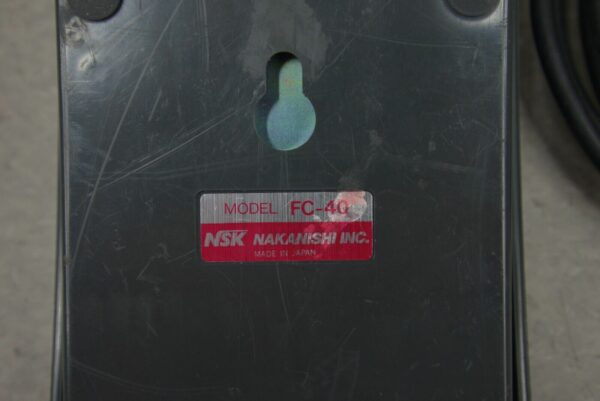 MODEL FC-40
NSK NAKANISHI INC.
MADE IN JAPAN